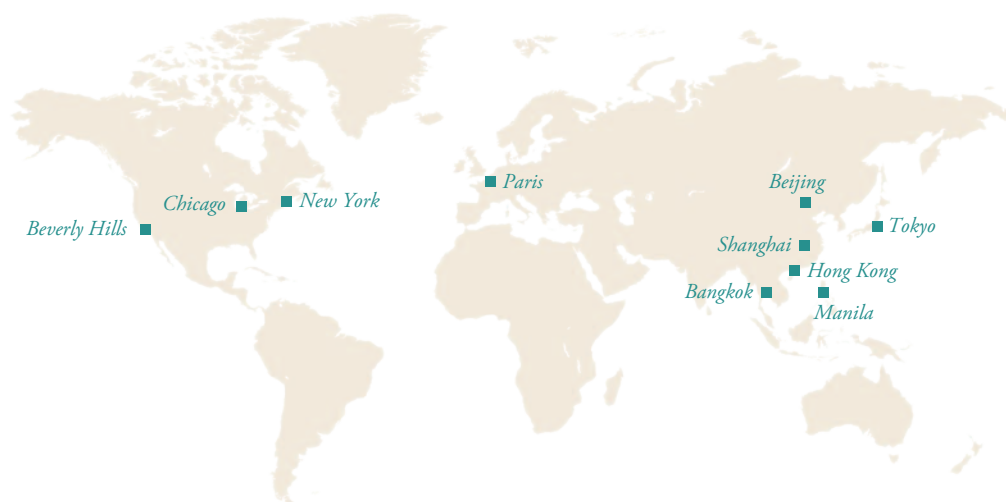 Paris
Beijing
Chicago
New York
Beverly Hills
Tokyo
Shanghai
Hong Kong
Bangkok
Manila